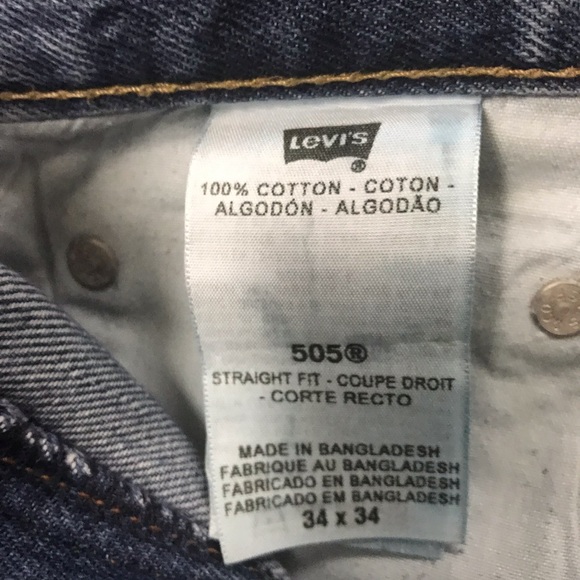 LEVI'S
®
100% COTTON - COTON -
ALGODÓN - ALGODÃO
505®
STRAIGHT FIT - COUPE DROIT
- CORTE RECTO
MADE IN BANGLADESH
FABRIQUE AU BANGLADESH
FABRICADO EN BANGLADESH
FABRICADO EM BANGLADESH
34 x 34